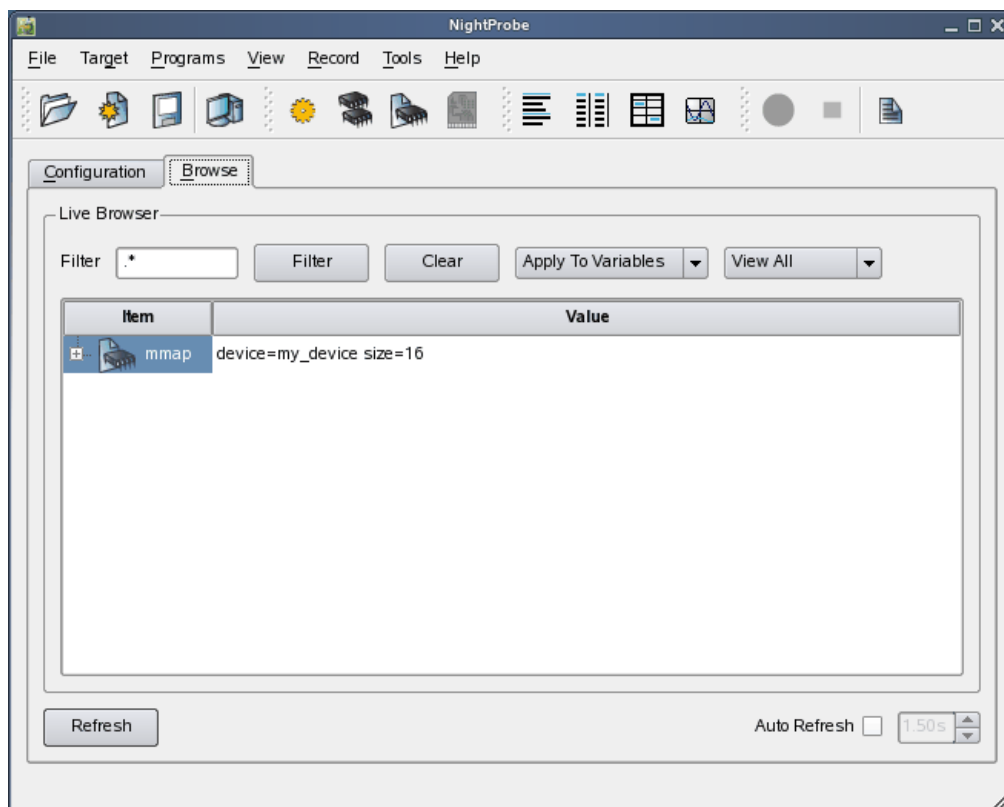 NightProbe
File Target Programs View Record Tools Help
Configuration Browse
Live Browser
Filter .* Filter Clear Apply To Variables View All
Item Value
mmap device=my_device size=16
Refresh Auto Refresh 1.50s